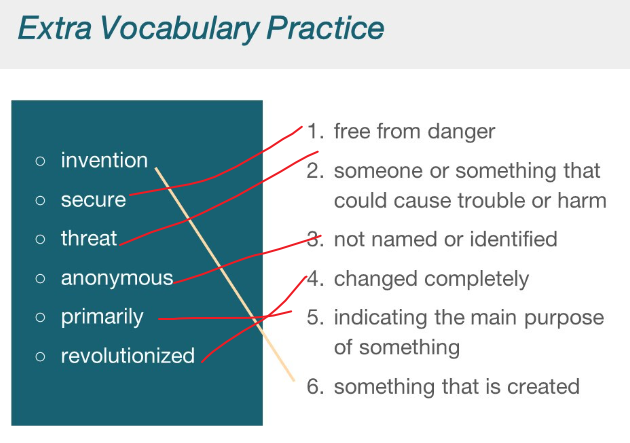 Extra Vocabulary Practice
○ invention
○ secure
○ threat
○ anonymous
○ primarily
○ revolutionized
1. free from danger
2. someone or something that
could cause trouble or harm
3. not named or identified
4. changed completely
5. indicating the main purpose
of something
6. something that is created